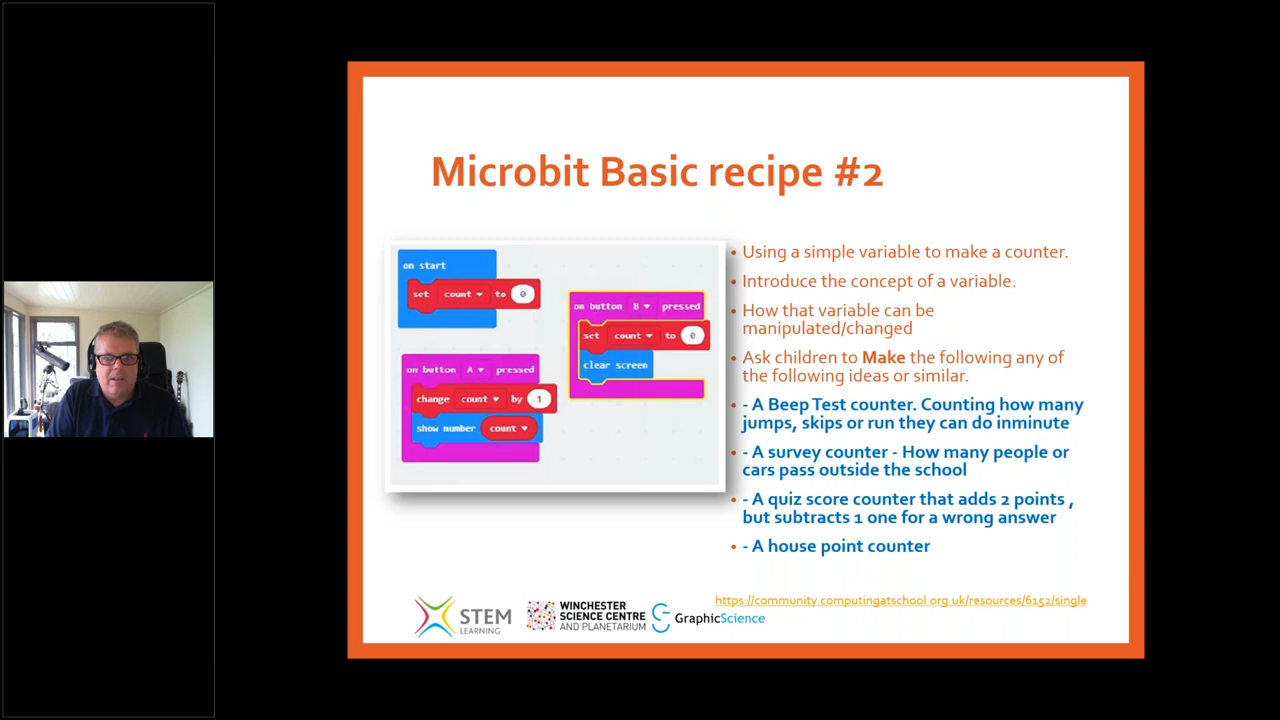 Microbit Basic recipe #2
on start
set count to 0
on button A pressed
change count by 1
show number count
on button B pressed
set count to 0
clear screen
Using a simple variable to make a counter.
Introduce the concept of a variable.
How that variable can be
manipulated/changed
Ask children to Make the following any of
the following ideas or similar.
- A Beep Test counter. Counting how many
jumps, skips or run they can do inminute
- A survey counter - How many people or
cars pass outside the school
- A quiz score counter that adds 2 points ,
but subtracts 1 one for a wrong answer
- A house point counter
https://community.computingatschool.org.uk/resources/6152/single
STEM
LEARNING
WINCHESTER
SCIENCE CENTRE
AND PLANETARIUM
GraphicScience